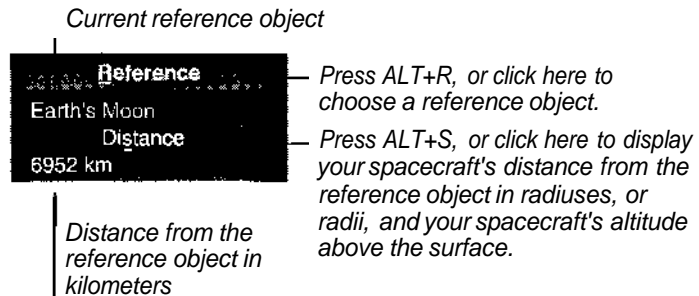 Current reference object
Reference
Earth's Moon
Distance
6952 km
Press ALT+R, or click here to
choose a reference object.
Press ALT+S, or click here to display
your spacecraft's distance from the
reference object in radiuses, or
radii, and your spacecraft's altitude
above the surface.
Distance from the
reference object in
kilometers